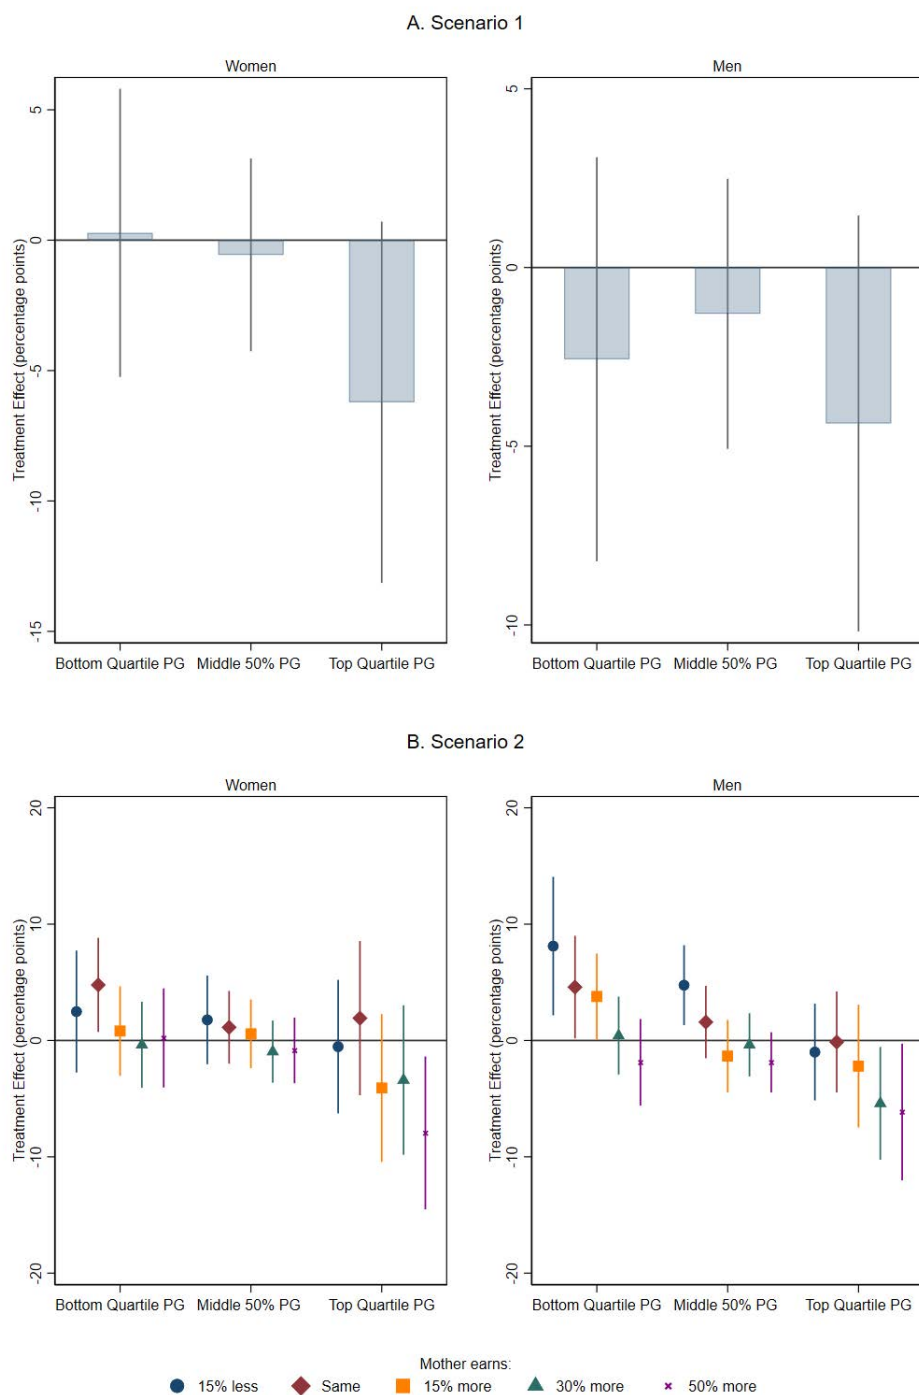 A. Scenario 1
Women
Men
Treatment Effect (percentage points)
5
0
-5
-10
-15
Bottom Quartile PG
Middle 50% PG
Top Quartile PG
Treatment Effect (percentage points)
5
0
-5
-10
Bottom Quartile PG
Middle 50% PG
Top Quartile PG
B. Scenario 2
Women
Men
Treatment Effect (percentage points)
20
10
0
-10
-20
Bottom Quartile PG
Middle 50% PG
Top Quartile PG
Treatment Effect (percentage points)
20
10
0
-10
-20
Bottom Quartile PG
Middle 50% PG
Top Quartile PG
Mother earns:
15% less
Same
15% more
30% more
50% more